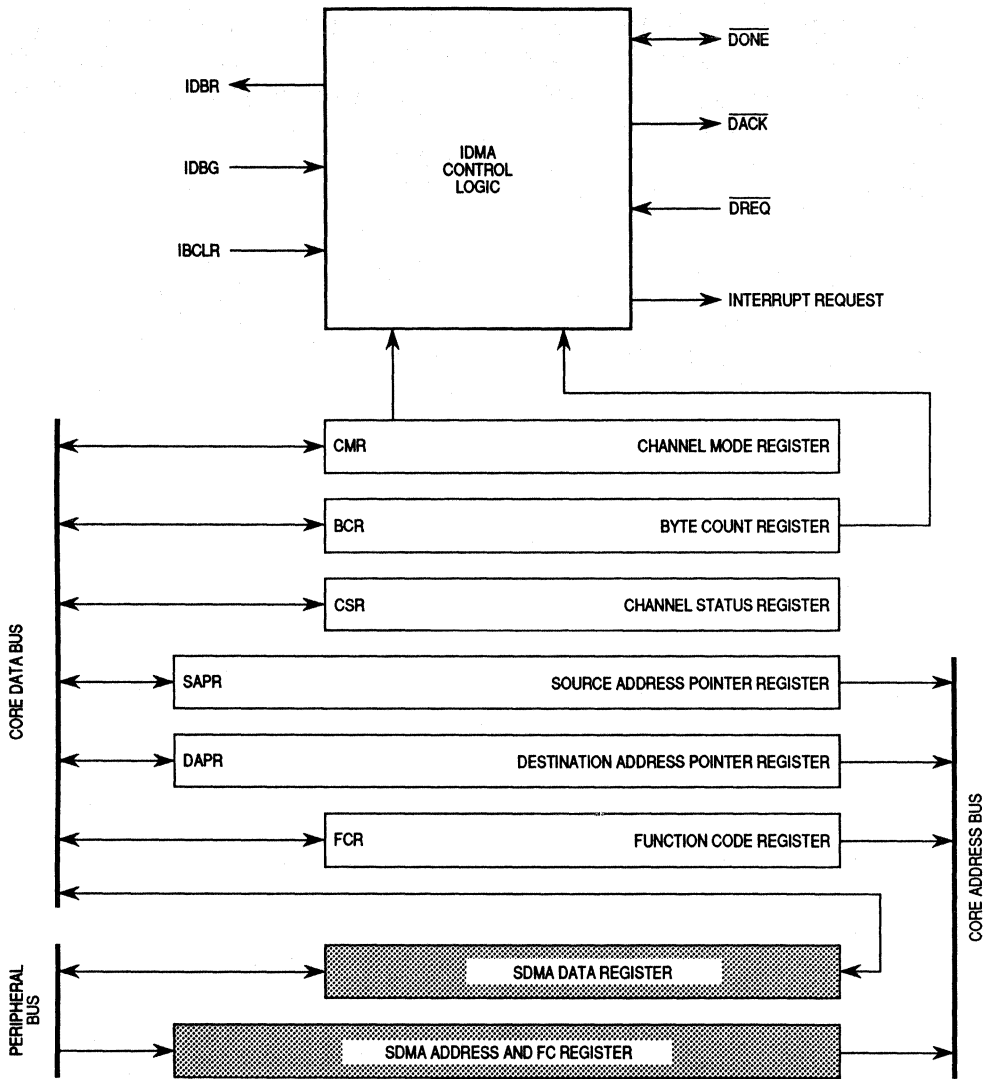 DONE
IDBR
DACK
IDMA
CONTROL
LOGIC
IDBG
DREQ
IBCLR
INTERRUPT REQUEST
CMR CHANNEL MODE REGISTER
BCR BYTE COUNT REGISTER
CSR CHANNEL STATUS REGISTER
CORE DATA BUS
SAPR SOURCE ADDRESS POINTER REGISTER
DAPR DESTINATION ADDRESS POINTER REGISTER
FCR FUNCTION CODE REGISTER
CORE ADDRESS BUS
PERIPHERAL
BUS
SDMA DATA REGISTER
SDMA ADDRESS AND FC REGISTER